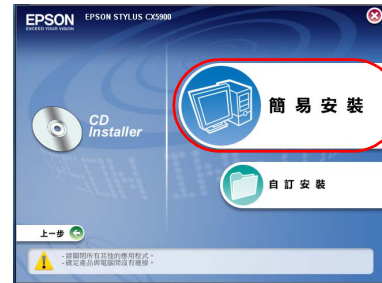 EPSON
EXCEED YOUR VISION
EPSON STYLUS CX5900
CD
Installer
簡易安裝
自訂安裝
上一步
- 請關閉所有其他的應用程式。
- 確定產品與電腦間沒有連接。